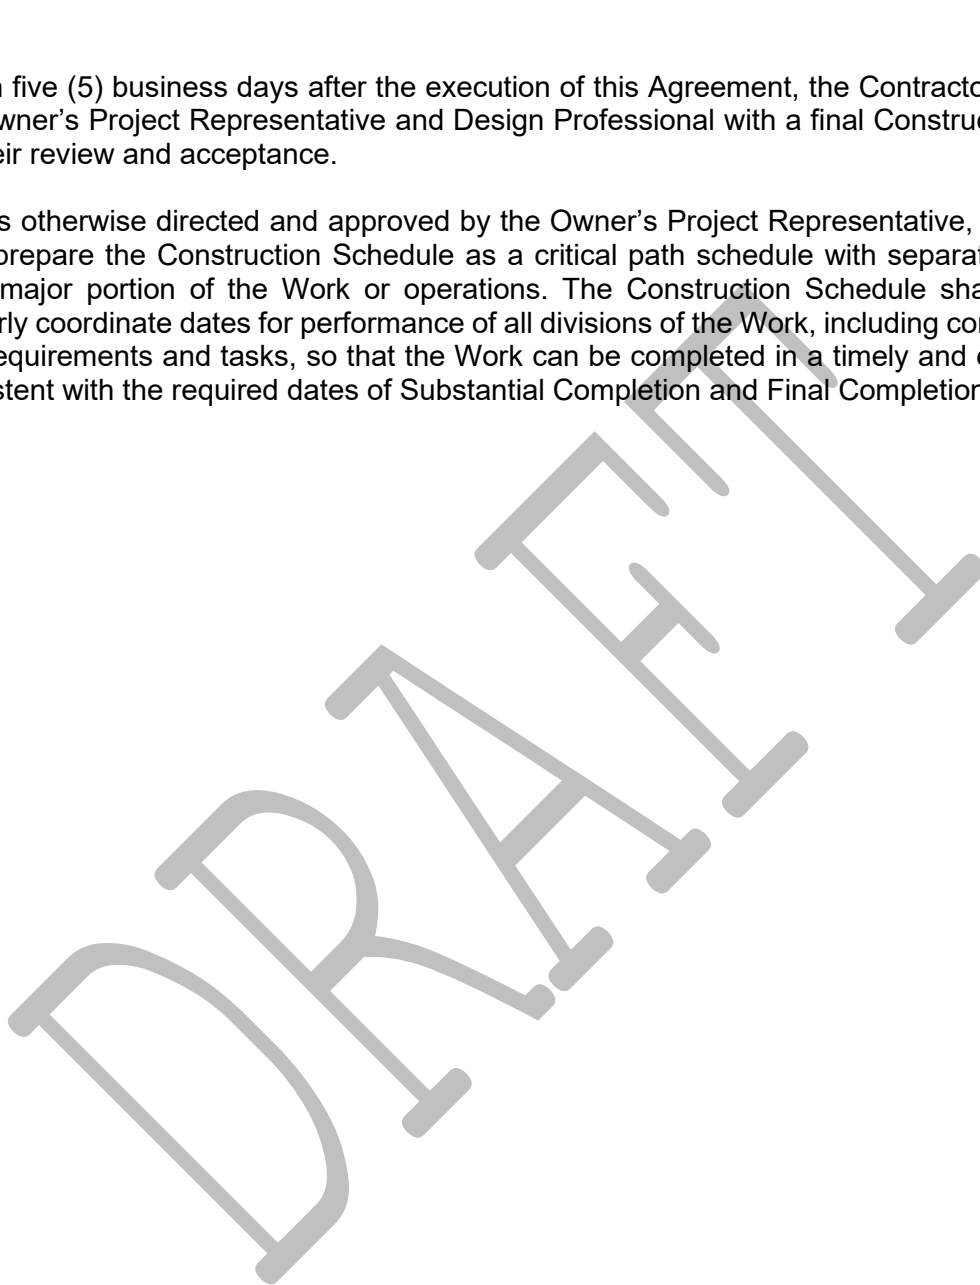 five (5) business days after the execution of this Agreement, the Contracto
wner’s Project Representative and Design Professional with a final Construc
eir review and acceptance.
s otherwise directed and approved by the Owner’s Project Representative,
prepare the Construction Schedule as a critical path schedule with separat
major portion of the Work or operations. The Construction Schedule sha
rly coordinate dates for performance of all divisions of the Work, including co
equirements and tasks, so that the Work can be completed in a timely and
stent with the required dates of Substantial Completion and Final Completion
DRAFT